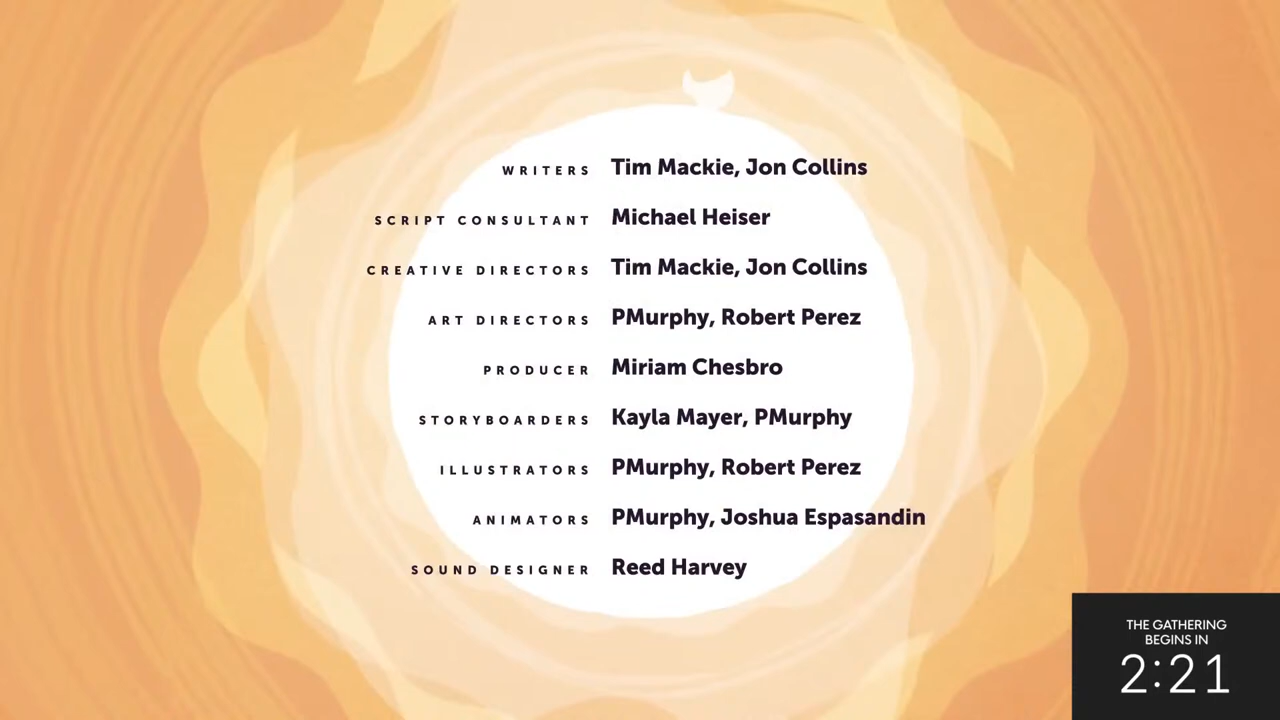 WRITERS Tim Mackie, Jon Collins
SCRIPT CONSULTANT Michael Heiser
CREATIVE DIRECTORS Tim Mackie, Jon Collins
ART DIRECTORS PMurphy, Robert Perez
PRODUCER Miriam Chesbro
STORYBOARDERS Kayla Mayer, PMurphy
ILLUSTRATORS PMurphy, Robert Perez
ANIMATORS PMurphy, Joshua Espasandin
SOUND DESIGNER Reed Harvey
THE GATHERING
BEGINS IN
2:21